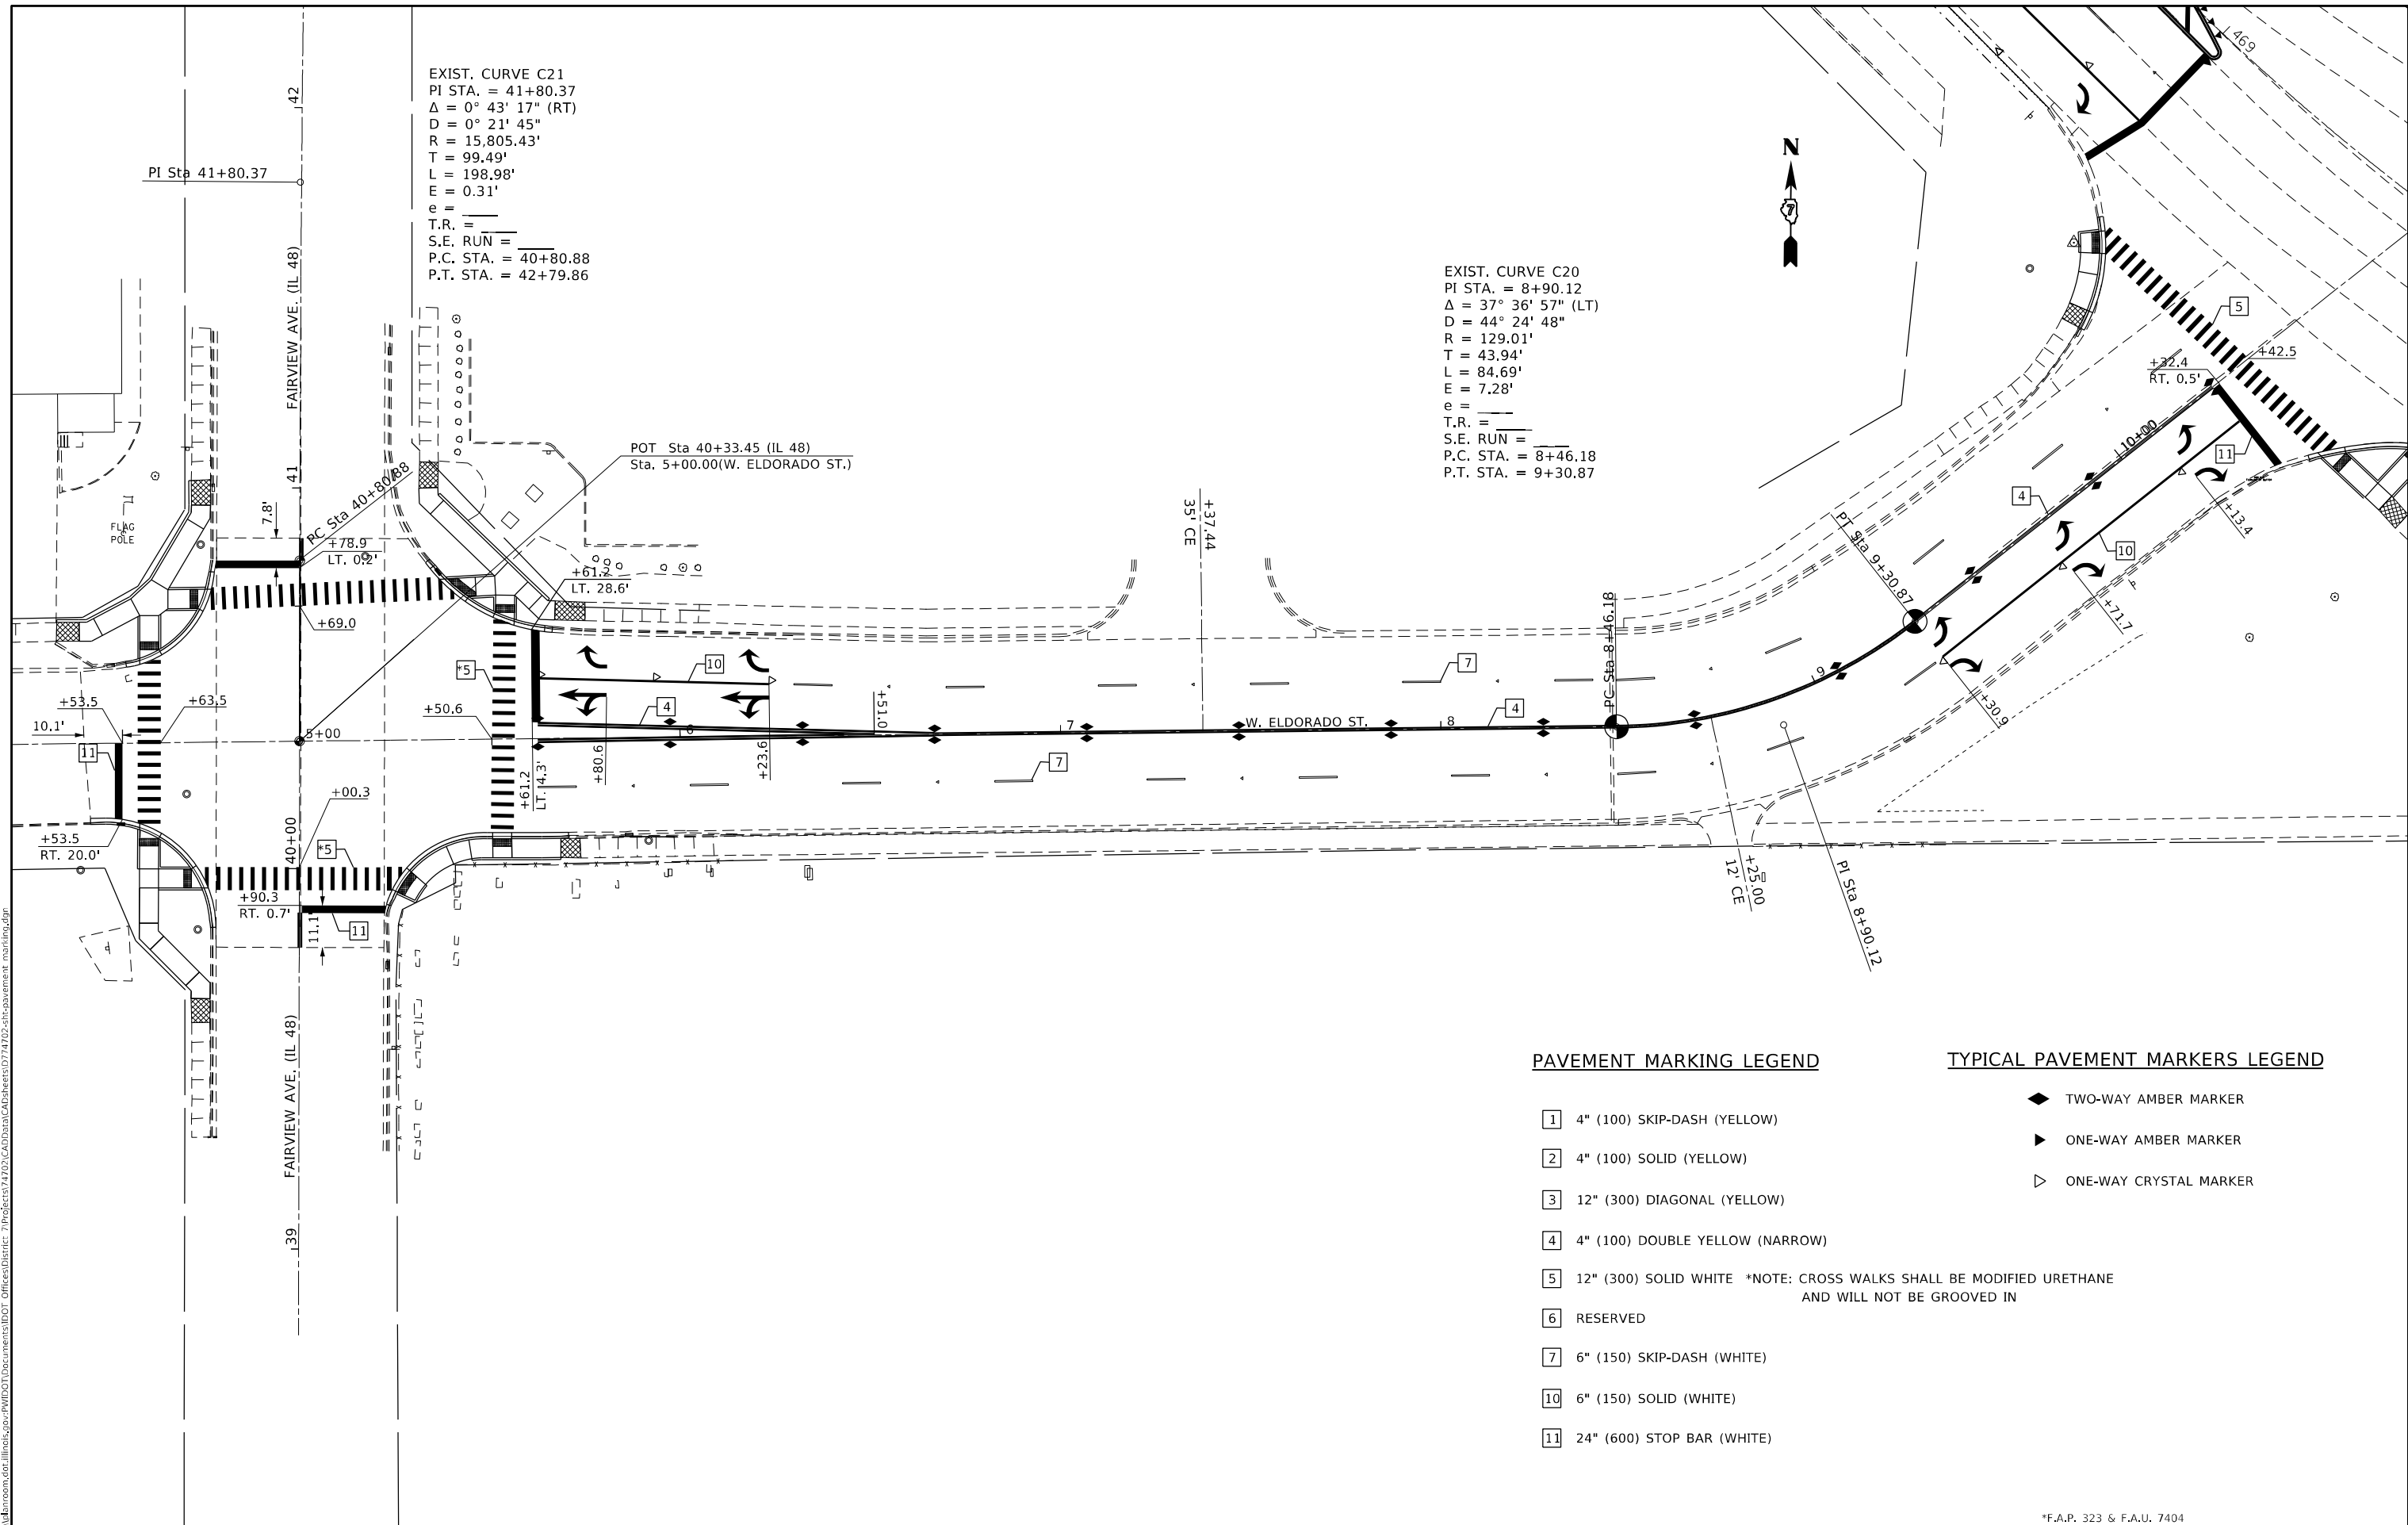 EXIST. CURVE C21
PI STA. = 41+80.37
Δ = 0° 43' 17" (RT)
D = 0° 21' 45"
R = 15,805.43'
T = 99.49'
L = 198.98'
E = 0.31'
e = ____
T.R. = ____
S.E. RUN = ____
P.C. STA. = 40+80.88
P.T. STA. = 42+79.86
42
PI Sta 41+80.37
FAIRVIEW AVE. (IL 48)
41
469
N
7
EXIST. CURVE C20
PI STA. = 8+90.12
Δ = 37° 36' 57" (LT)
D = 44° 24' 48"
R = 129.01'
T = 43.94'
L = 84.69'
E = 7.28'
e = ____
T.R. = ____
S.E. RUN = ____
P.C. STA. = 8+46.18
P.T. STA. = 9+30.87
POT Sta 40+33.45 (IL 48)
Sta. 5+00.00(W. ELDORADO ST.)
PC Sta 40+80.88
7.8'
+78.9
LT. 0.2'
FLAG
POLE
+61.2
LT. 28.6'
+69.0
+53.5
+63.5
10.1'
11
5+00
+00.3
+53.5
RT. 20.0'
40+00
*5
+90.3
RT. 0.7'
11.1'
11
FAIRVIEW AVE. (IL 48)
39
*5
+50.6
10
4
6
+61.2
LT. 4.3'
+80.6
+23.6
+51.0
7
7
+37.44
35' CE
W. ELDORADO ST.
7
8
4
PC Sta 8+46.18
9
PT Sta 9+30.87
4
10+00
10
11
5
+32.4
RT. 0.5'
+42.5
+13.4
+71.7
+30.9
+25.00
12' CE
PI Sta 8+90.12
PAVEMENT MARKING LEGEND
1 4" (100) SKIP-DASH (YELLOW)
2 4" (100) SOLID (YELLOW)
3 12" (300) DIAGONAL (YELLOW)
4 4" (100) DOUBLE YELLOW (NARROW)
5 12" (300) SOLID WHITE *NOTE: CROSS WALKS SHALL BE MODIFIED URETHANE
AND WILL NOT BE GROOVED IN
6 RESERVED
7 6" (150) SKIP-DASH (WHITE)
10 6" (150) SOLID (WHITE)
11 24" (600) STOP BAR (WHITE)
TYPICAL PAVEMENT MARKERS LEGEND
TWO-WAY AMBER MARKER
ONE-WAY AMBER MARKER
ONE-WAY CRYSTAL MARKER
*F.A.P. 323 & F.A.U. 7404